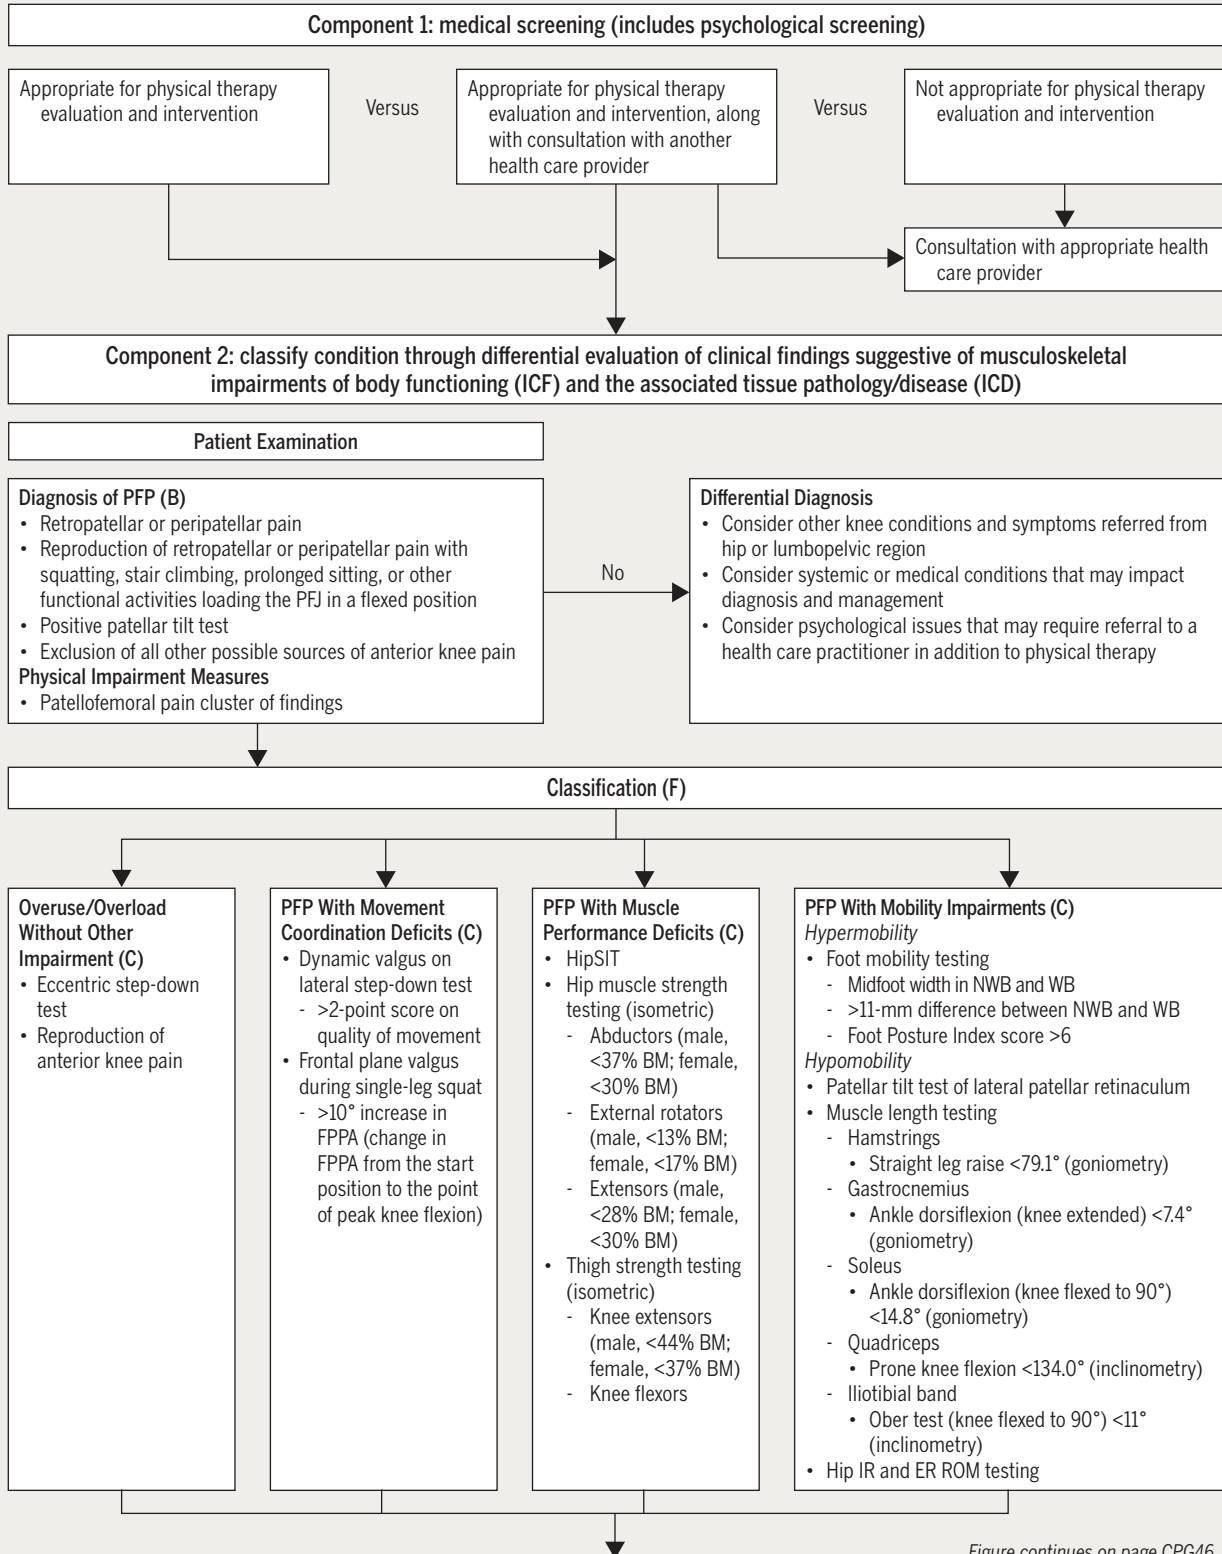 Component 1: medical screening (includes psychological screening)
Appropriate for physical therapy
evaluation and intervention
Versus
Appropriate for physical therapy
evaluation and intervention, along
with consultation with another
health care provider
Versus
Not appropriate for physical therapy
evaluation and intervention
Consultation with appropriate health
care provider
Component 2: classify condition through differential evaluation of clinical findings suggestive of musculoskeletal
impairments of body functioning (ICF) and the associated tissue pathology/disease (ICD)
Patient Examination
Diagnosis of PFP (B)
• Retropatellar or peripatellar pain
• Reproduction of retropatellar or peripatellar pain with
squatting, stair climbing, prolonged sitting, or other
functional activities loading the PFJ in a flexed position
• Positive patellar tilt test
• Exclusion of all other possible sources of anterior knee pain
Physical Impairment Measures
• Patellofemoral pain cluster of findings
No
Differential Diagnosis
• Consider other knee conditions and symptoms referred from
hip or lumbopelvic region
• Consider systemic or medical conditions that may impact
diagnosis and management
• Consider psychological issues that may require referral to a
health care practitioner in addition to physical therapy
Classification (F)
Overuse/Overload
Without Other
Impairment (C)
• Eccentric step-down
test
• Reproduction of
anterior knee pain
PFP With Movement
Coordination Deficits (C)
• Dynamic valgus on
lateral step-down test
- >2-point score on
quality of movement
• Frontal plane valgus
during single-leg squat
- >10° increase in
FPPA (change in
FPPA from the start
position to the point
of peak knee flexion)
PFP With Muscle
Performance Deficits (C)
• HipSIT
• Hip muscle strength
testing (isometric)
- Abductors (male,
<37% BM; female,
<30% BM)
- External rotators
(male, <13% BM;
female, <17% BM)
- Extensors (male,
<28% BM; female,
<30% BM)
• Thigh strength testing
(isometric)
- Knee extensors
(male, <44% BM;
female, <37% BM)
- Knee flexors
PFP With Mobility Impairments (C)
Hypermobility
• Foot mobility testing
- Midfoot width in NWB and WB
- >11-mm difference between NWB and WB
- Foot Posture Index score >6
Hypomobility
• Patellar tilt test of lateral patellar retinaculum
• Muscle length testing
- Hamstrings
• Straight leg raise <79.1° (goniometry)
- Gastrocnemius
• Ankle dorsiflexion (knee extended) <7.4°
(goniometry)
- Soleus
• Ankle dorsiflexion (knee flexed to 90°)
<14.8° (goniometry)
- Quadriceps
• Prone knee flexion <134.0° (inclinometry)
- Iliotibial band
• Ober test (knee flexed to 90°) <11°
(inclinometry)
• Hip IR and ER ROM testing
Figure continues on page CPG46